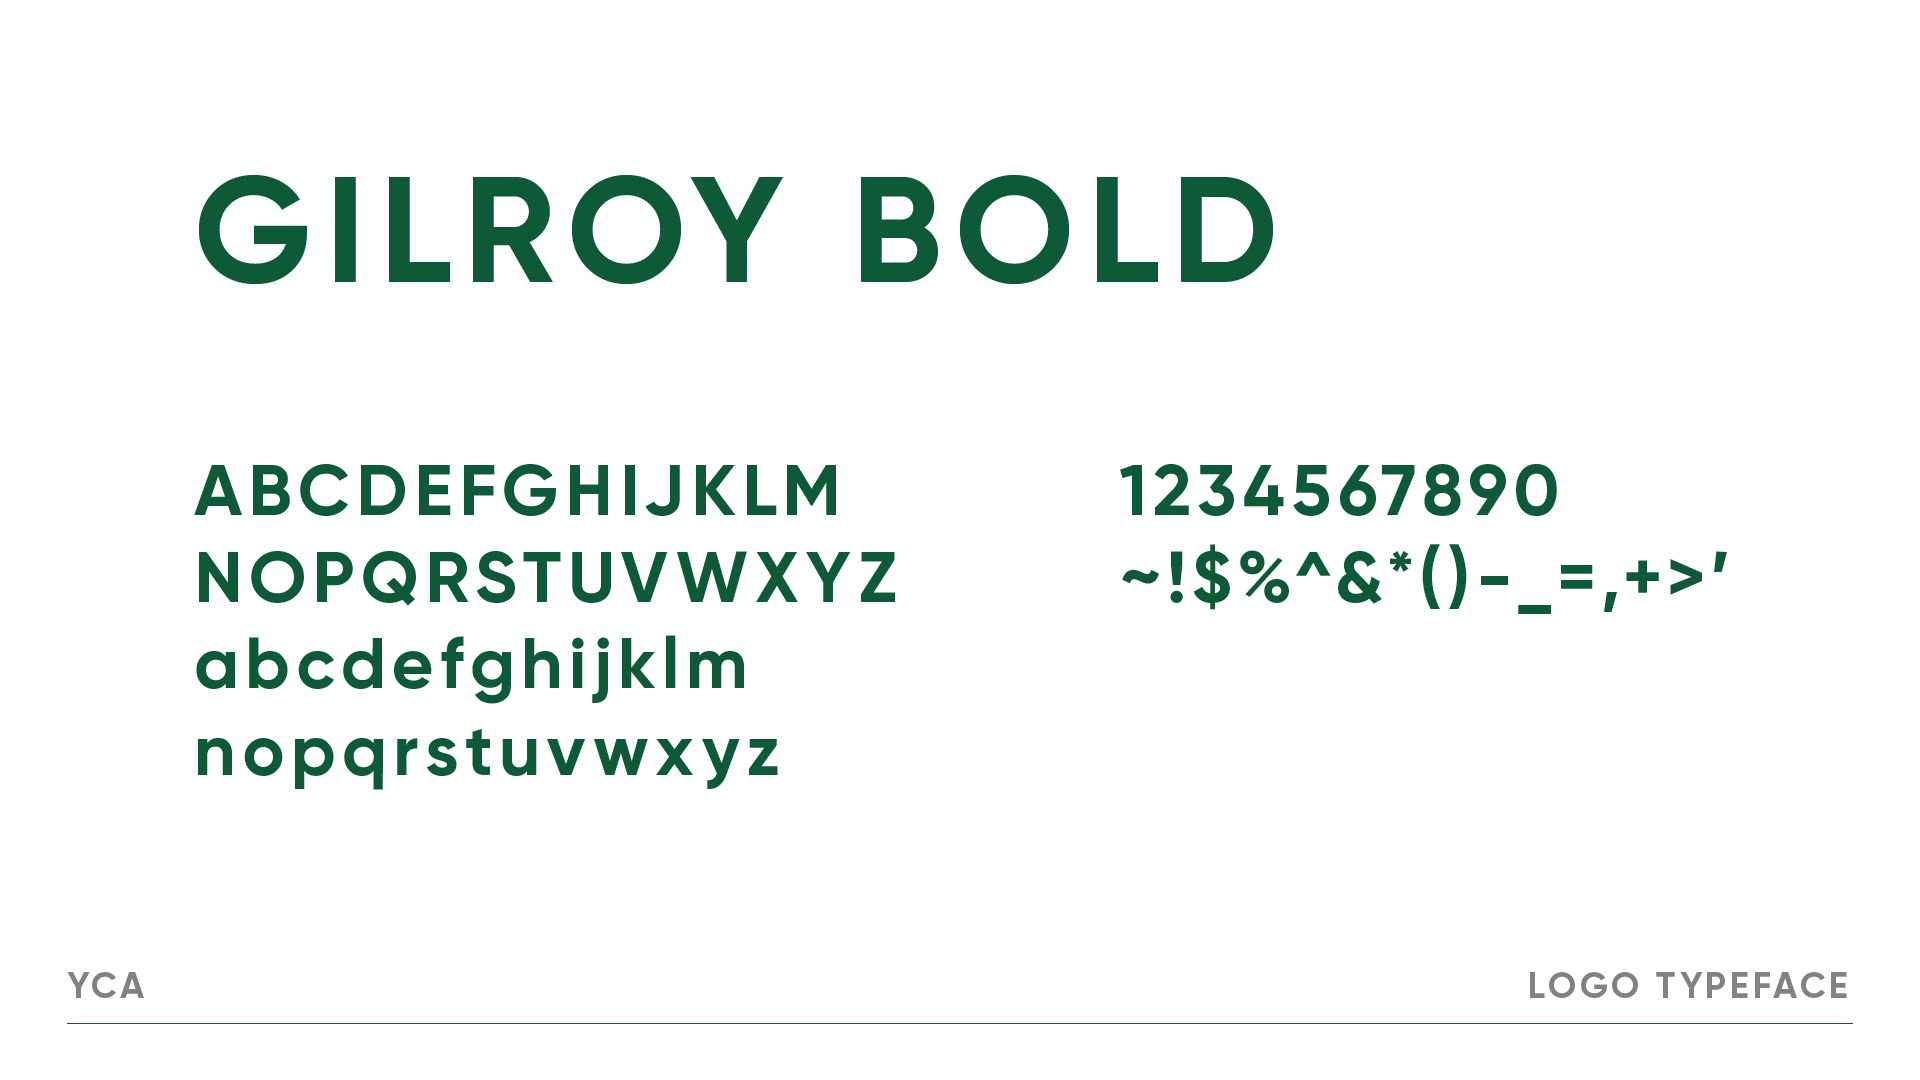 GILROY BOLD
ABCDEFGHIJKLM
NOPQRSTUVWXYZ
abcdefghijklm
nopqrstuvwxyz
1234567890
~!$%^&*()-_=,+>’
YCA
LOGO TYPEFACE